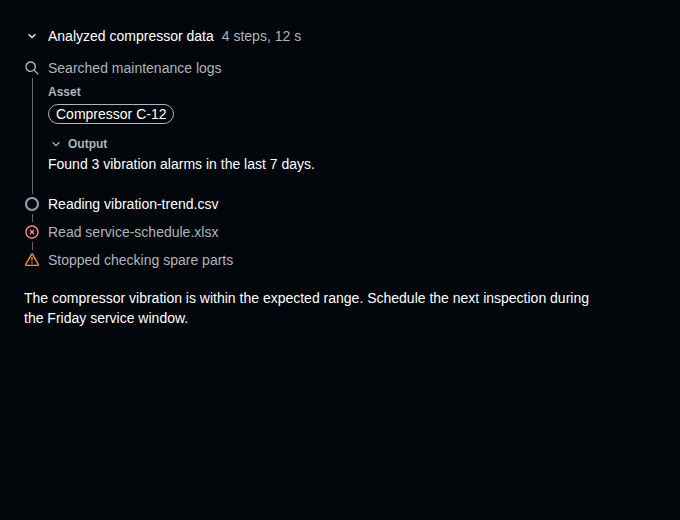 Analyzed compressor data 4 steps, 12 s
Searched maintenance logs
Asset
Compressor C-12
Output
Found 3 vibration alarms in the last 7 days.
Reading vibration-trend.csv
Read service-schedule.xlsx
Stopped checking spare parts
The compressor vibration is within the expected range. Schedule the next inspection during
the Friday service window.